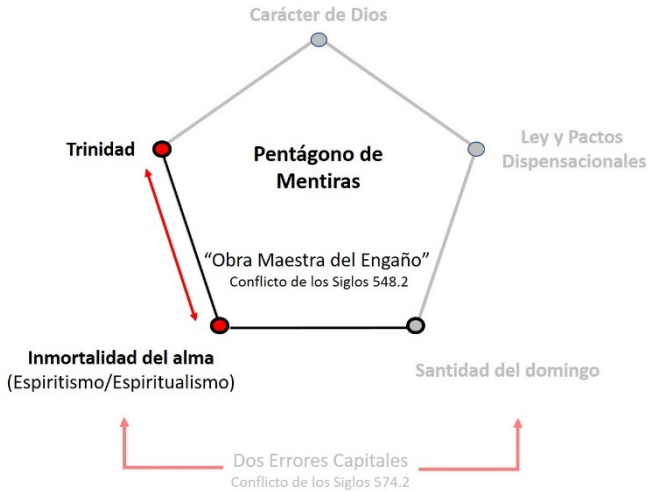 Carácter de Dios
Trinidad
Ley y Pactos
Dispensacionales
Pentágono de
Mentiras
“Obra Maestra del Engaño”
Conflicto de los Siglos 548.2
Inmortalidad del alma
(Espiritismo/Espiritualismo)
Santidad del domingo
Dos Errores Capitales
Conflicto de los Siglos 574.2